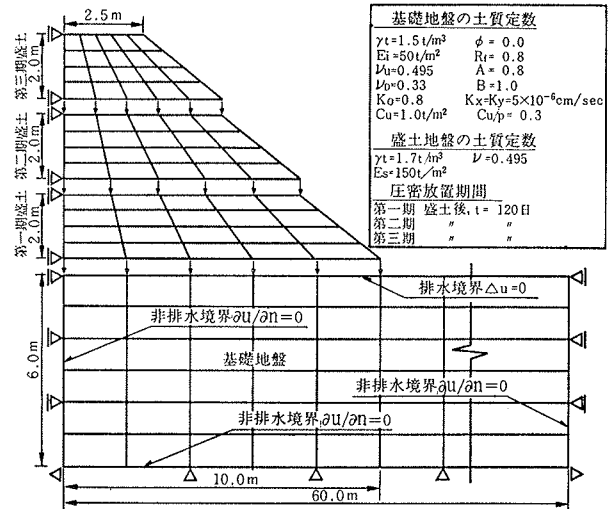 2.5m
第三期盛土
2.0m
第二期盛土
2.0m
第一期盛土
2.0m
6.0m
基礎地盤の土質定数
γt=1.5t/m³ φ= 0.0
Ei=50t/m² Rf= 0.8
νu=0.495 A= 0.8
νD=0.33 B=1.0
Ko=0.8 Kx=Ky=5×10⁻⁶cm/sec
Cu=1.0t/m² Cu/p= 0.3
盛土地盤の土質定数
γt=1.7t/m³ ν=0.495
Es=150t/m²
圧密放置期間
第一期 盛土後, t= 120日
第二期 〃 〃
第三期 〃 〃
排水境界△u=0
非排水境界∂u/∂n=0
基礎地盤
非排水境界∂u/∂n=0
非排水境界∂u/∂n=0
10.0m
60.0m